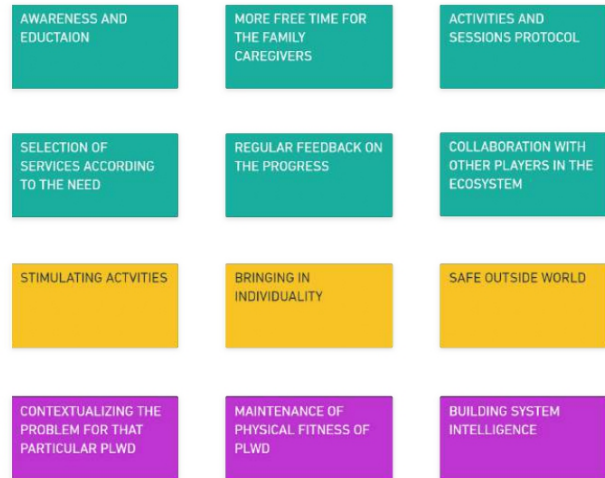 AWARENESS AND
EDUCTAION
MORE FREE TIME FOR
THE FAMILY
CAREGIVERS
ACTIVITIES AND
SESSIONS PROTOCOL
SELECTION OF
SERVICES ACCORDING
TO THE NEED
REGULAR FEEDBACK ON
THE PROGRESS
COLLABORATION WITH
OTHER PLAYERS IN THE
ECOSYSTEM
STIMULATING ACTVITIES
BRINGING IN
INDIVIDUALITY
SAFE OUTSIDE WORLD
CONTEXTUALIZING THE
PROBLEM FOR THAT
PARTICULAR PLWD
MAINTENANCE OF
PHYSICAL FITNESS OF
PLWD
BUILDING SYSTEM
INTELLIGENCE